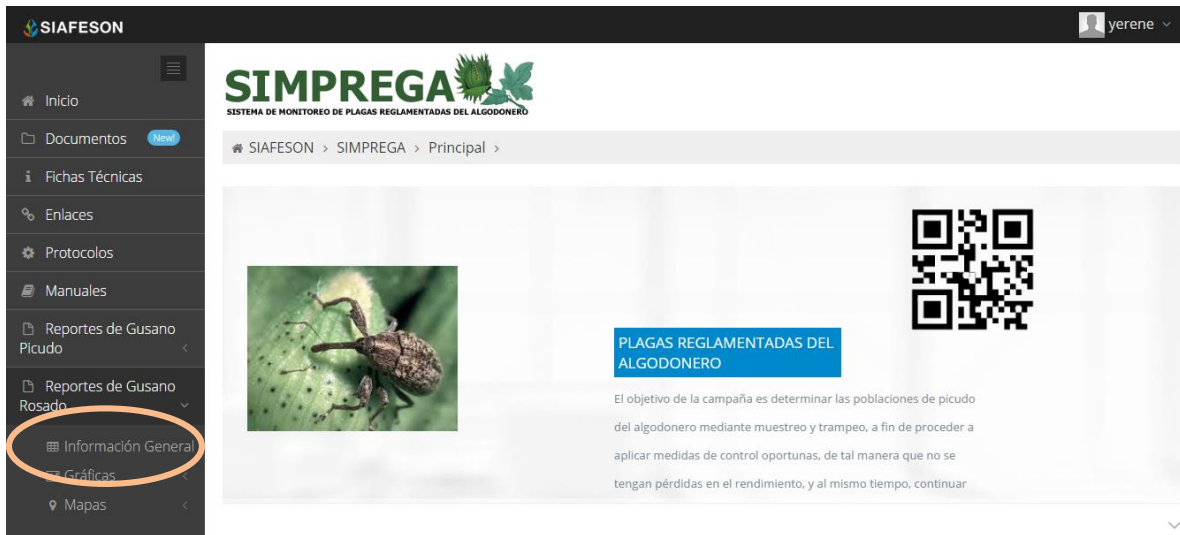 SIAFESON
yerene
Inicio
Documentos New!
Fichas Técnicas
Enlaces
Protocolos
Manuales
Reportes de Gusano
Picudo
Reportes de Gusano
Rosado
Información General
Gráficas
Mapas
SIMPREGA
SISTEMA DE MONITOREO DE PLAGAS REGLAMENTADAS DEL ALGODONERO
SIAFESON > SIMPREGA > Principal >
PLAGAS REGLAMENTADAS DEL
ALGODONERO
El objetivo de la campaña es determinar las poblaciones de picudo
del algodonero mediante muestreo y trampeo, a fin de proceder a
aplicar medidas de control oportunas, de tal manera que no se
tengan pérdidas en el rendimiento, y al mismo tiempo, continuar